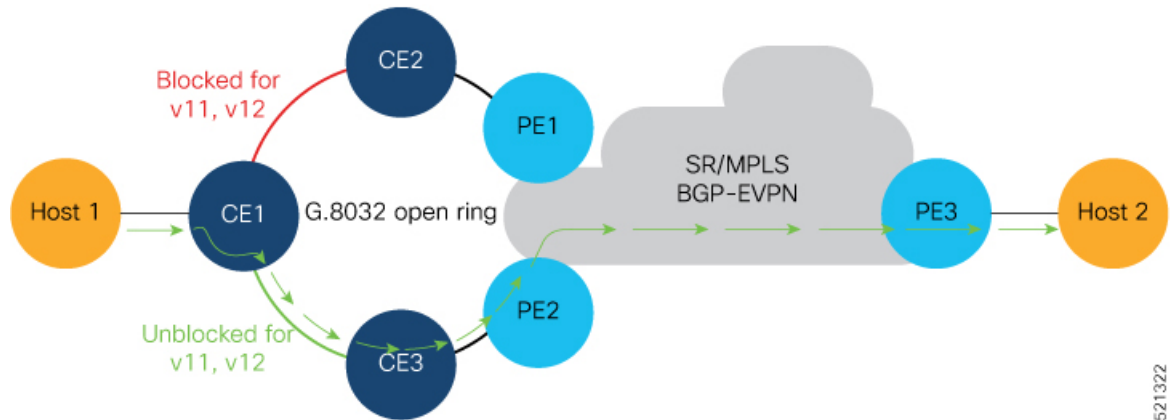 CE2
Blocked for
v11, v12
PE1
SR/MPLS
BGP-EVPN
Host 1
CE1
G.8032 open ring
PE3
Host 2
PE2
Unblocked for
v11, v12
CE3
521322